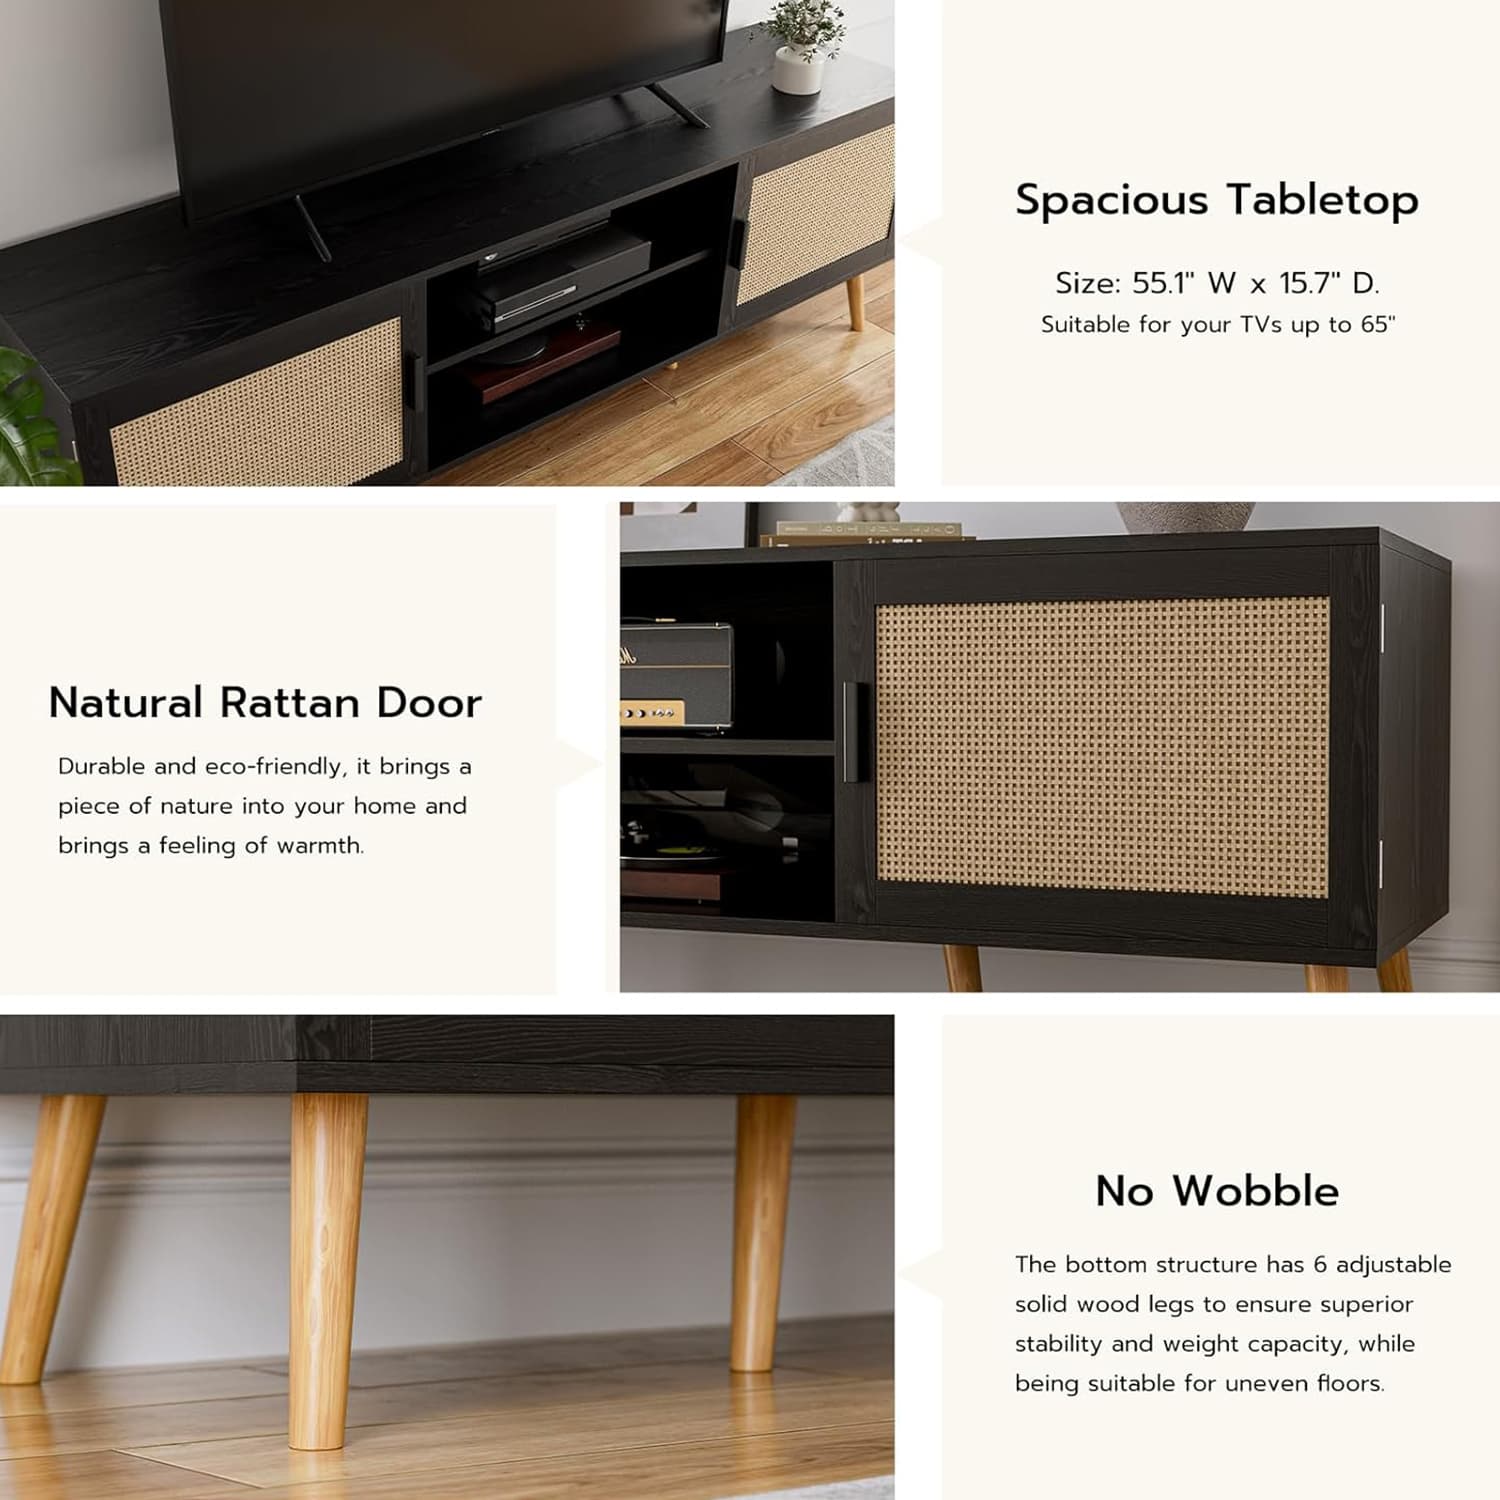 Spacious Tabletop
Size: 55.1" W x 15.7" D.
Suitable for your TVs up to 65"
Natural Rattan Door
Durable and eco-friendly, it brings a
piece of nature into your home and
brings a feeling of warmth.
No Wobble
The bottom structure has 6 adjustable
solid wood legs to ensure superior
stability and weight capacity, while
being suitable for uneven floors.